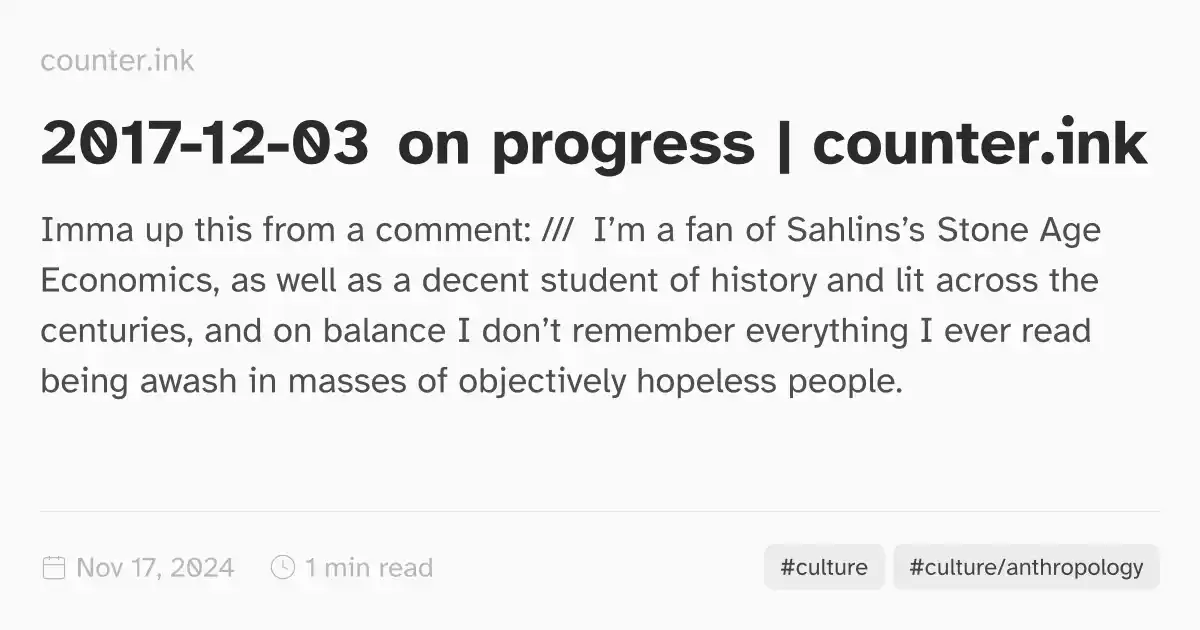 counter.ink
2017-12-03 on progress | counter.ink
Imma up this from a comment: /// I’m a fan of Sahlins’s Stone Age
Economics, as well as a decent student of history and lit across the
centuries, and on balance I don’t remember everything I ever read
being awash in masses of objectively hopeless people.
Nov 17, 2024
1 min read
#culture
#culture/anthropology